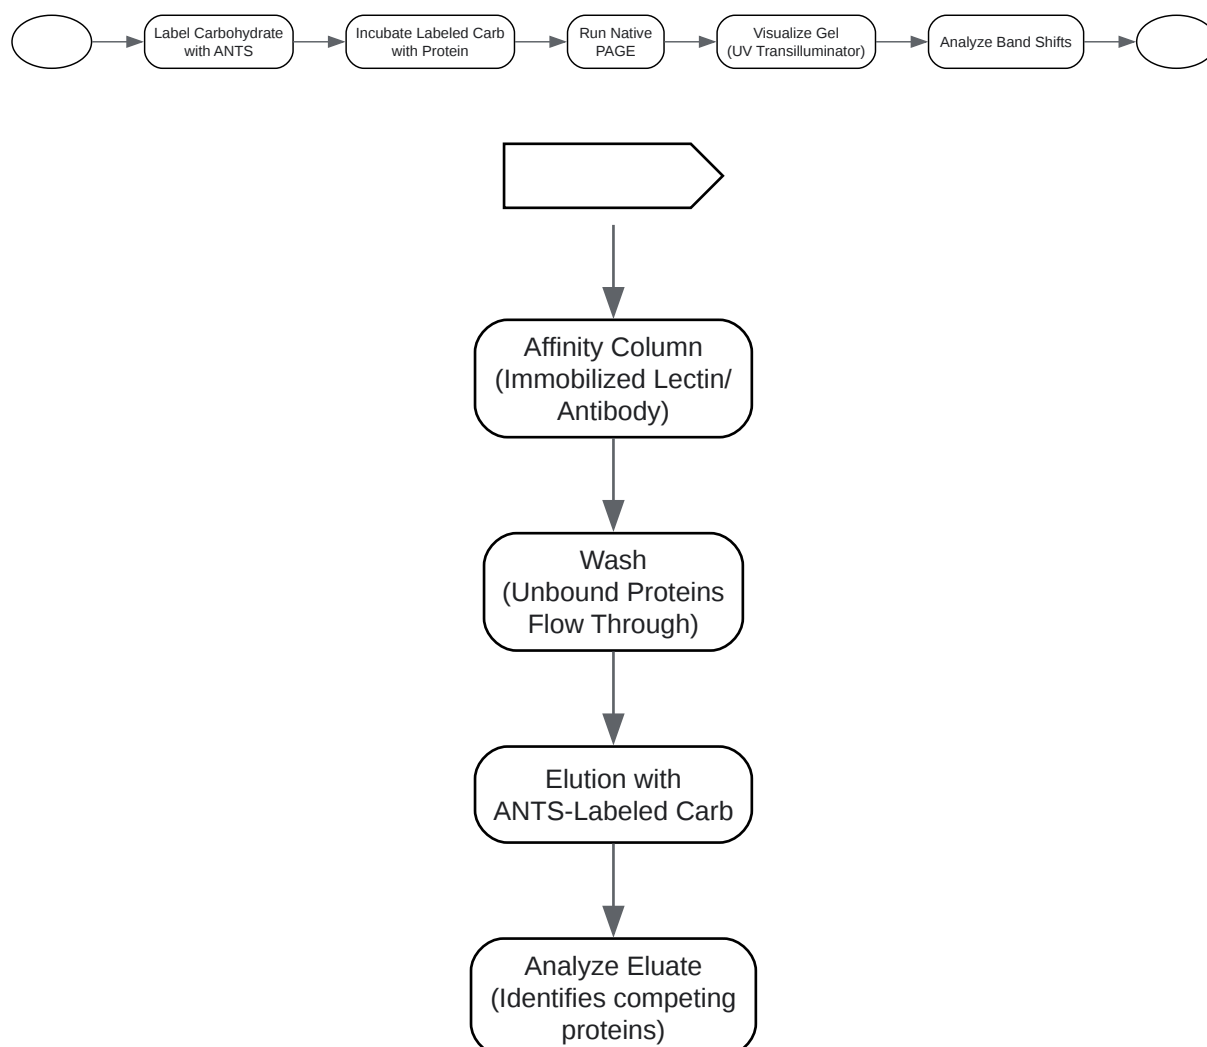 Label Carbohydrate
with ANTS
Incubate Labeled Carb
with Protein
Run Native
PAGE
Visualize Gel
(UV Transilluminator)
Analyze Band Shifts
Affinity Column
(Immobilized Lectin/
Antibody)
Wash
(Unbound Proteins
Flow Through)
Elution with
ANTS-Labeled Carb
Analyze Eluate
(Identifies competing
proteins)